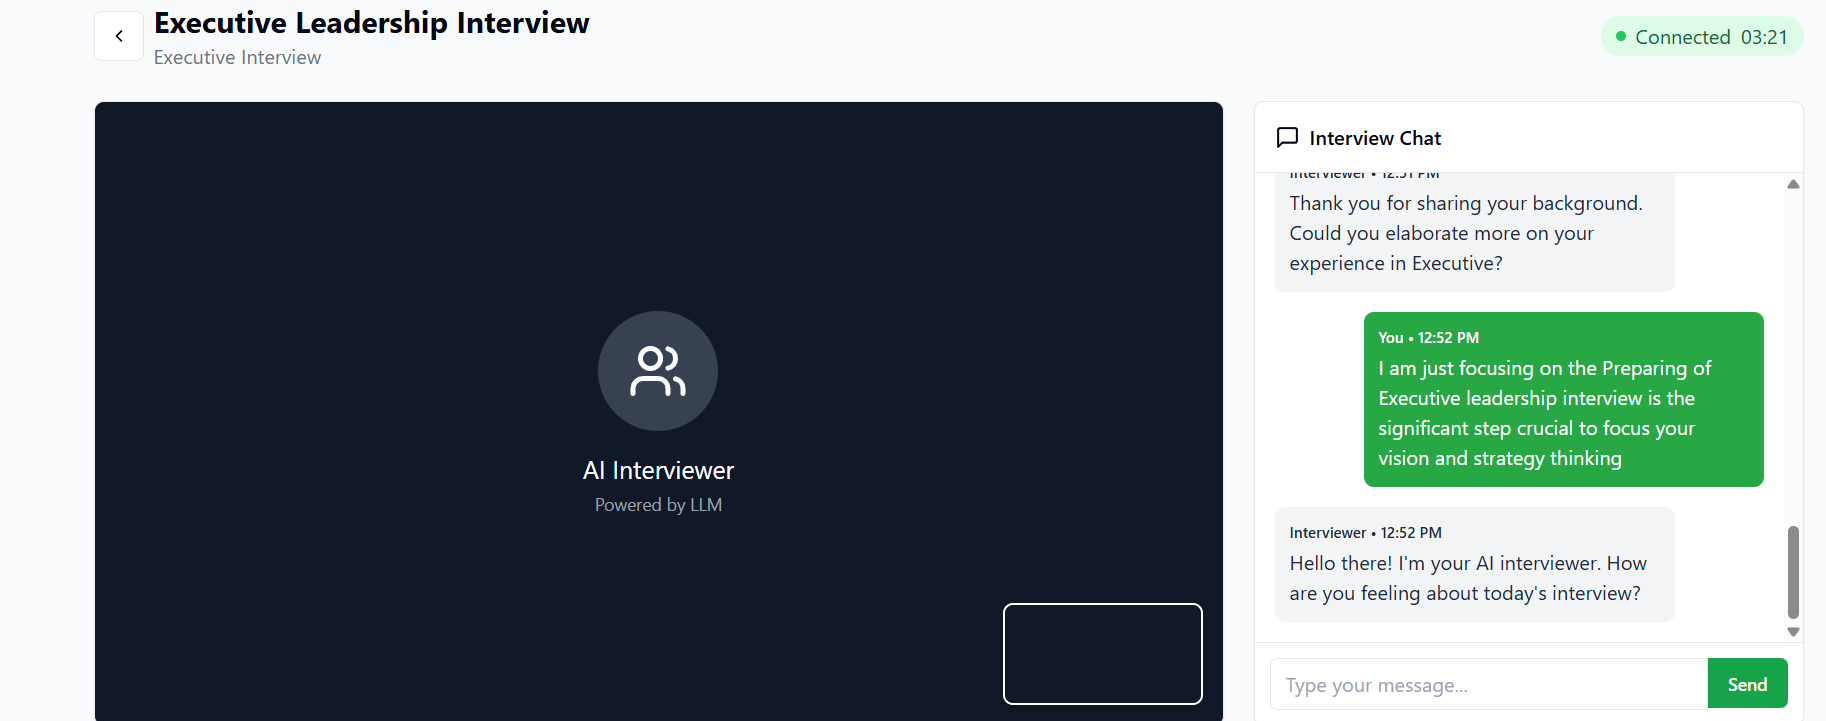 Executive Leadership Interview
Executive Interview
Connected 03:21
AI Interviewer
Powered by LLM
Interview Chat
Interviewer • 12:51 PM
Thank you for sharing your background.
Could you elaborate more on your
experience in Executive?
You • 12:52 PM
I am just focusing on the Preparing of
Executive leadership interview is the
significant step crucial to focus your
vision and strategy thinking
Interviewer • 12:52 PM
Hello there! I'm your AI interviewer. How
are you feeling about today's interview?
Type your message...
Send